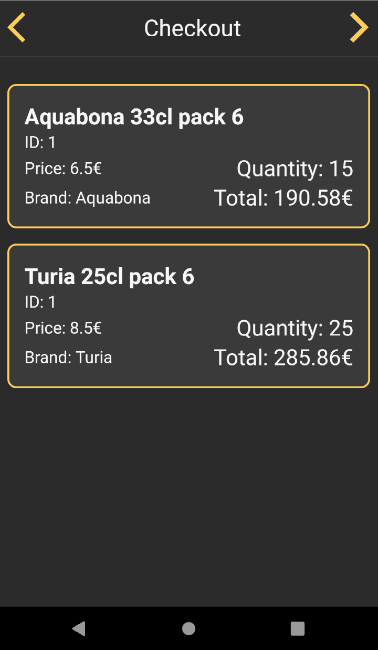 Checkout
Aquabona 33cl pack 6
ID: 1
Price: 6.5€
Quantity: 15
Brand: Aquabona
Total: 190.58€
Turia 25cl pack 6
ID: 1
Price: 8.5€
Quantity: 25
Brand: Turia
Total: 285.86€